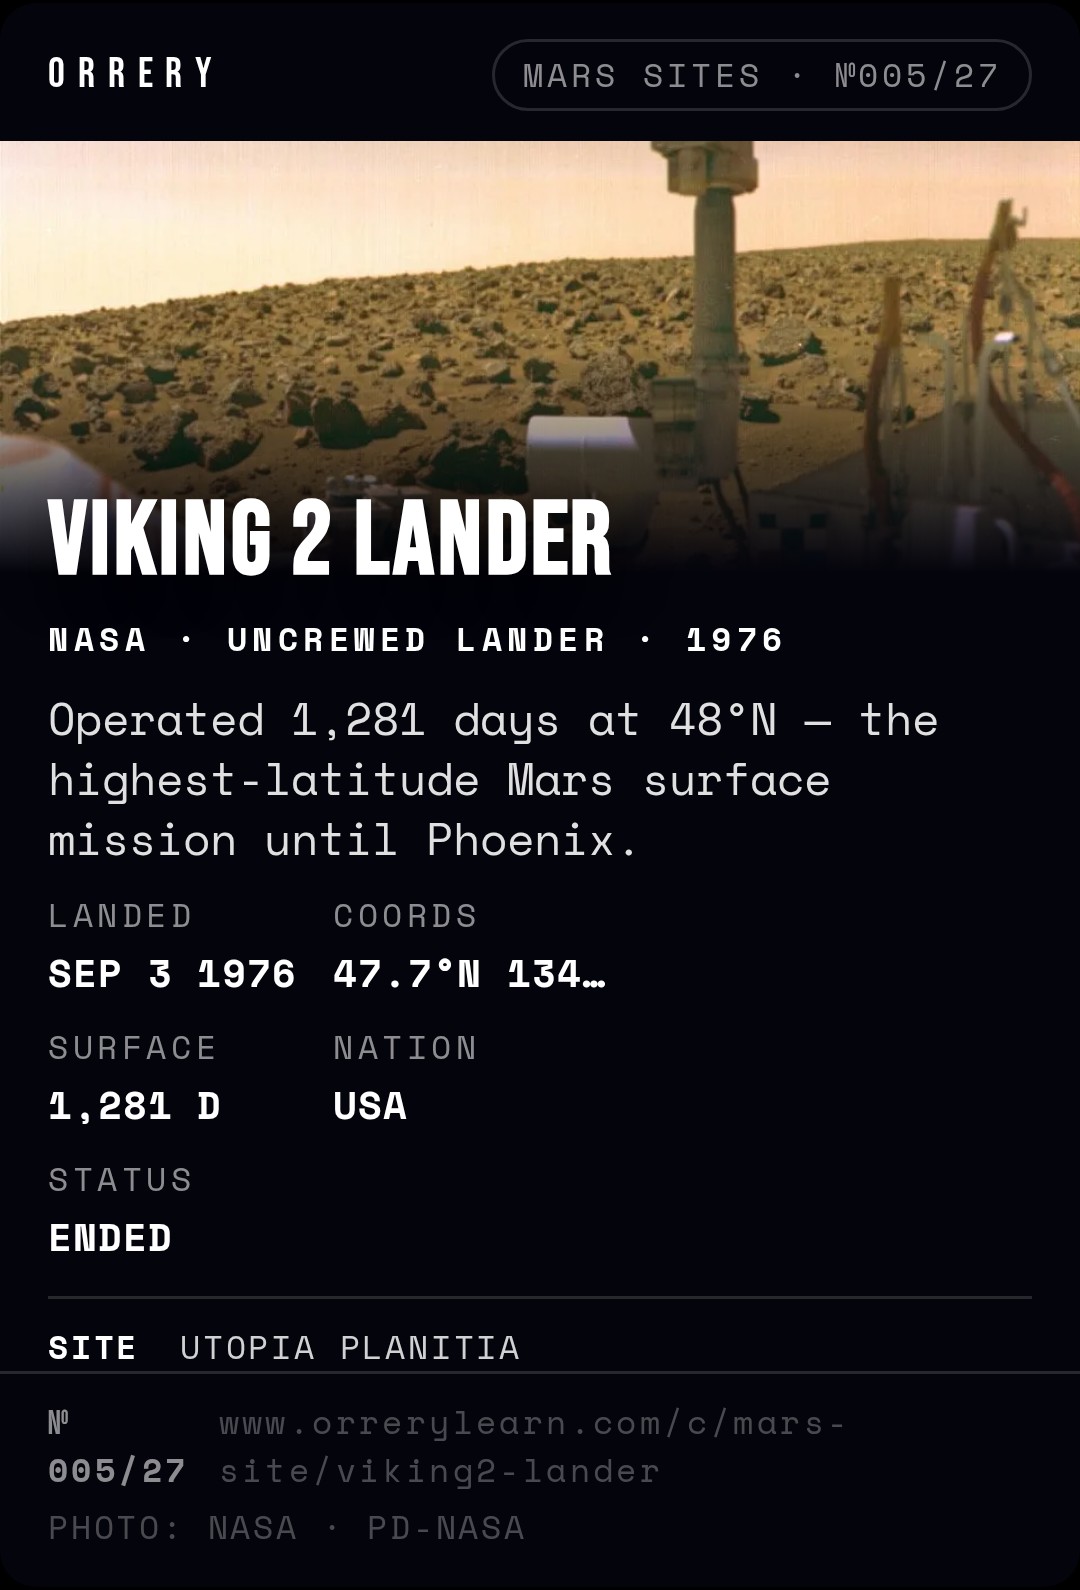 ORRERY
MARS SITES · №005/27
VIKING 2 LANDER
NASA · UNCREWED LANDER · 1976
Operated 1,281 days at 48°N — the
highest-latitude Mars surface
mission until Phoenix.
LANDED COORDS
SEP 3 1976 47.7°N 134…
SURFACE NATION
1,281 D USA
STATUS
ENDED
SITE UTOPIA PLANITIA
№ www.orrerylearn.com/c/mars-
005/27 site/viking2-lander
PHOTO: NASA · PD-NASA